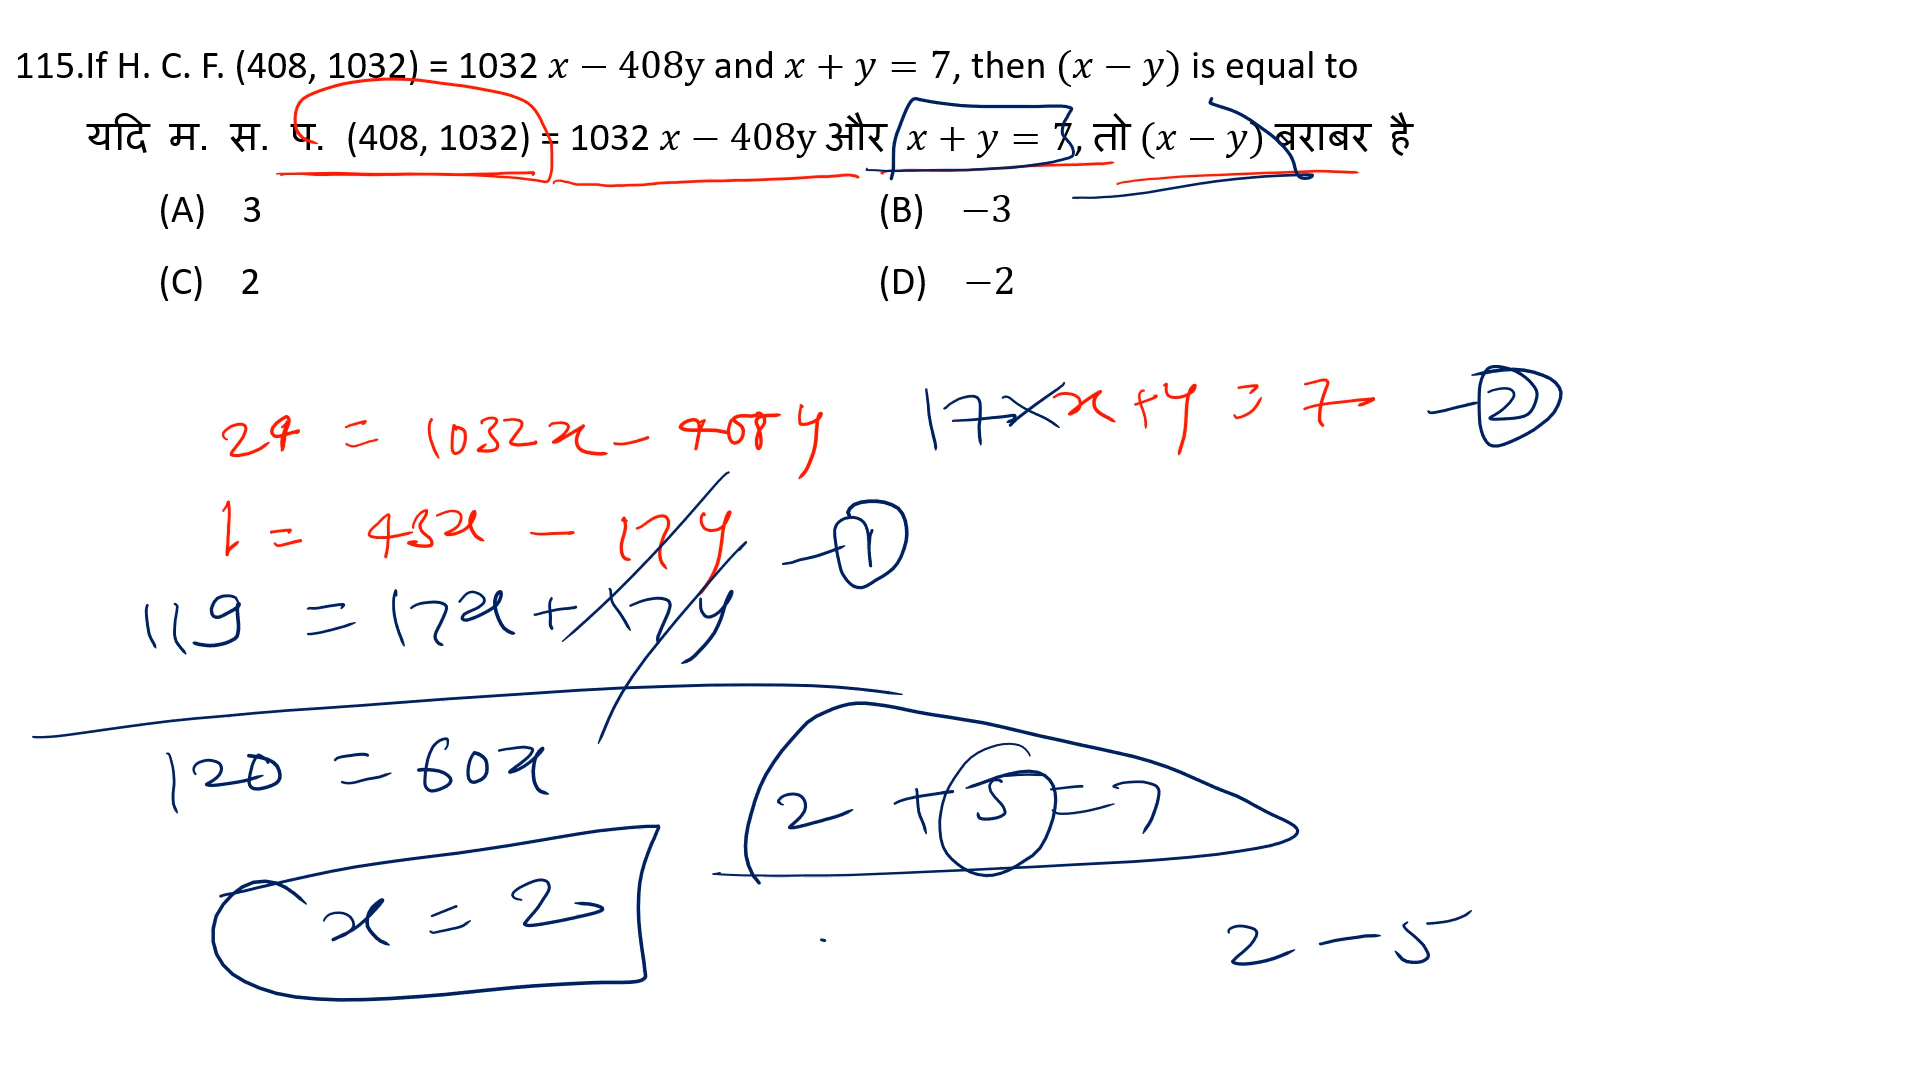 115.If H. C. F. (408, 1032) = 1032 x − 408y and x + y = 7, then (x − y) is equal to
यदि म. स. प. (408, 1032) = 1032 x − 408y और x + y = 7, तो (x − y) बराबर है
(A) 3 (B) −3
(C) 2 (D) −2
24 = 1032x − 408y 17 × x + y = 7 − 2
1 = 43x − 17y − 1
119 = 17x + 17y
120 = 60x
2 + 5 = 7
x = 2
2 − 5